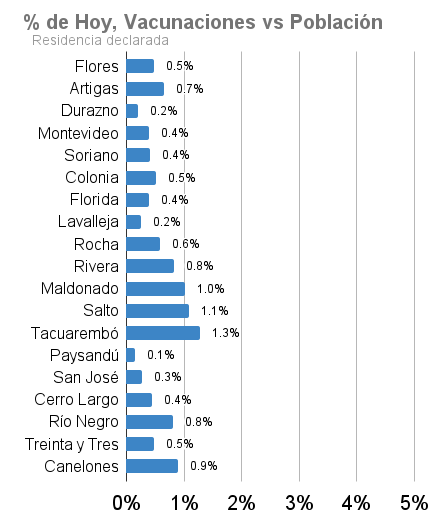 % de Hoy, Vacunaciones vs Población
Residencia declarada
Flores 0.5%
Artigas 0.7%
Durazno 0.2%
Montevideo 0.4%
Soriano 0.4%
Colonia 0.5%
Florida 0.4%
Lavalleja 0.2%
Rocha 0.6%
Rivera 0.8%
Maldonado 1.0%
Salto 1.1%
Tacuarembó 1.3%
Paysandú 0.1%
San José 0.3%
Cerro Largo 0.4%
Río Negro 0.8%
Treinta y Tres 0.5%
Canelones 0.9%
0% 1% 2% 3% 4% 5%